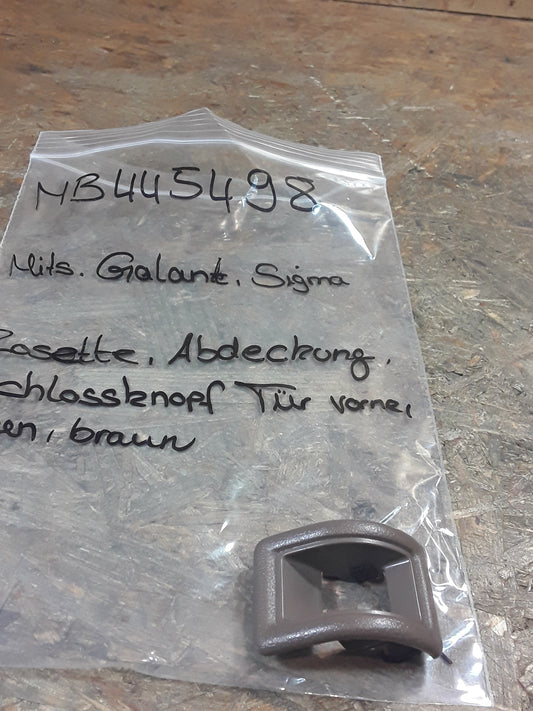 MB445498
Mits. Galant, Sigma
Rosette, Abdeckung,
chlossknopf Tür vorne,
en, braun